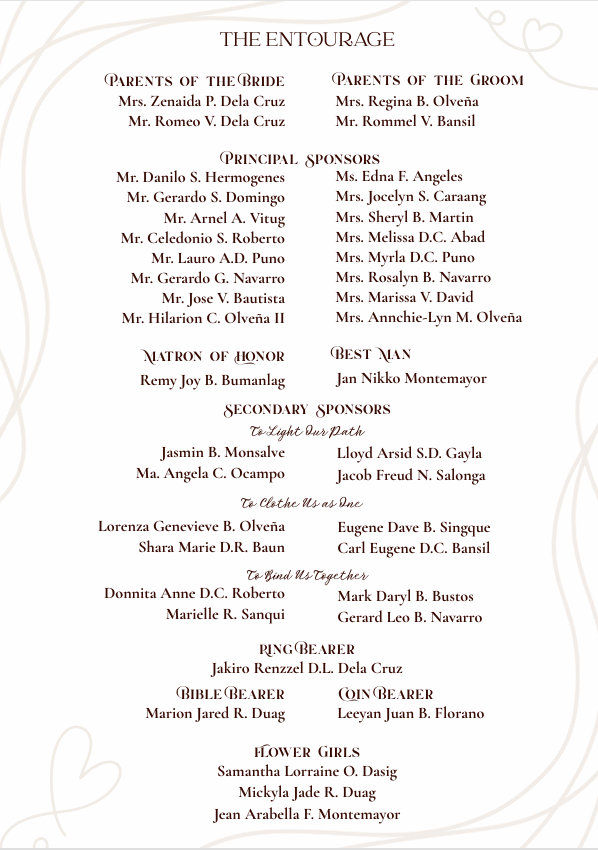 THE ENTOURAGE
PARENTS OF THE BRIDE
Mrs. Zenaida P. Dela Cruz
Mr. Romeo V. Dela Cruz
PARENTS OF THE GROOM
Mrs. Regina B. Olveña
Mr. Rommel V. Bansil
PRINCIPAL SPONSORS
Mr. Danilo S. Hermogenes
Mr. Gerardo S. Domingo
Mr. Arnel A. Vitug
Mr. Celedonio S. Roberto
Mr. Lauro A.D. Puno
Mr. Gerardo G. Navarro
Mr. Jose V. Bautista
Mr. Hilarion C. Olveña II
Ms. Edna F. Angeles
Mrs. Jocelyn S. Caraang
Mrs. Sheryl B. Martin
Mrs. Melissa D.C. Abad
Mrs. Myrla D.C. Puno
Mrs. Rosalyn B. Navarro
Mrs. Marissa V. David
Mrs. Annchie-Lyn M. Olveña
MATRON OF HONOR
Remy Joy B. Bumanlag
BEST MAN
Jan Nikko Montemayor
SECONDARY SPONSORS
To Light Our Path
Jasmin B. Monsalve
Ma. Angela C. Ocampo
Lloyd Arsid S.D. Gayla
Jacob Freud N. Salonga
To Clothe Us as One
Lorenza Genevieve B. Olveña
Shara Marie D.R. Baun
Eugene Dave B. Singque
Carl Eugene D.C. Bansil
To Bind Us Together
Donnita Anne D.C. Roberto
Marielle R. Sanqui
Mark Daryl B. Bustos
Gerard Leo B. Navarro
RING BEARER
Jakiro Renzzel D.L. Dela Cruz
BIBLE BEARER
Marion Jared R. Duag
COIN BEARER
Leeyan Juan B. Florano
FLOWER GIRLS
Samantha Lorraine O. Dasig
Mickyla Jade R. Duag
Jean Arabella F. Montemayor